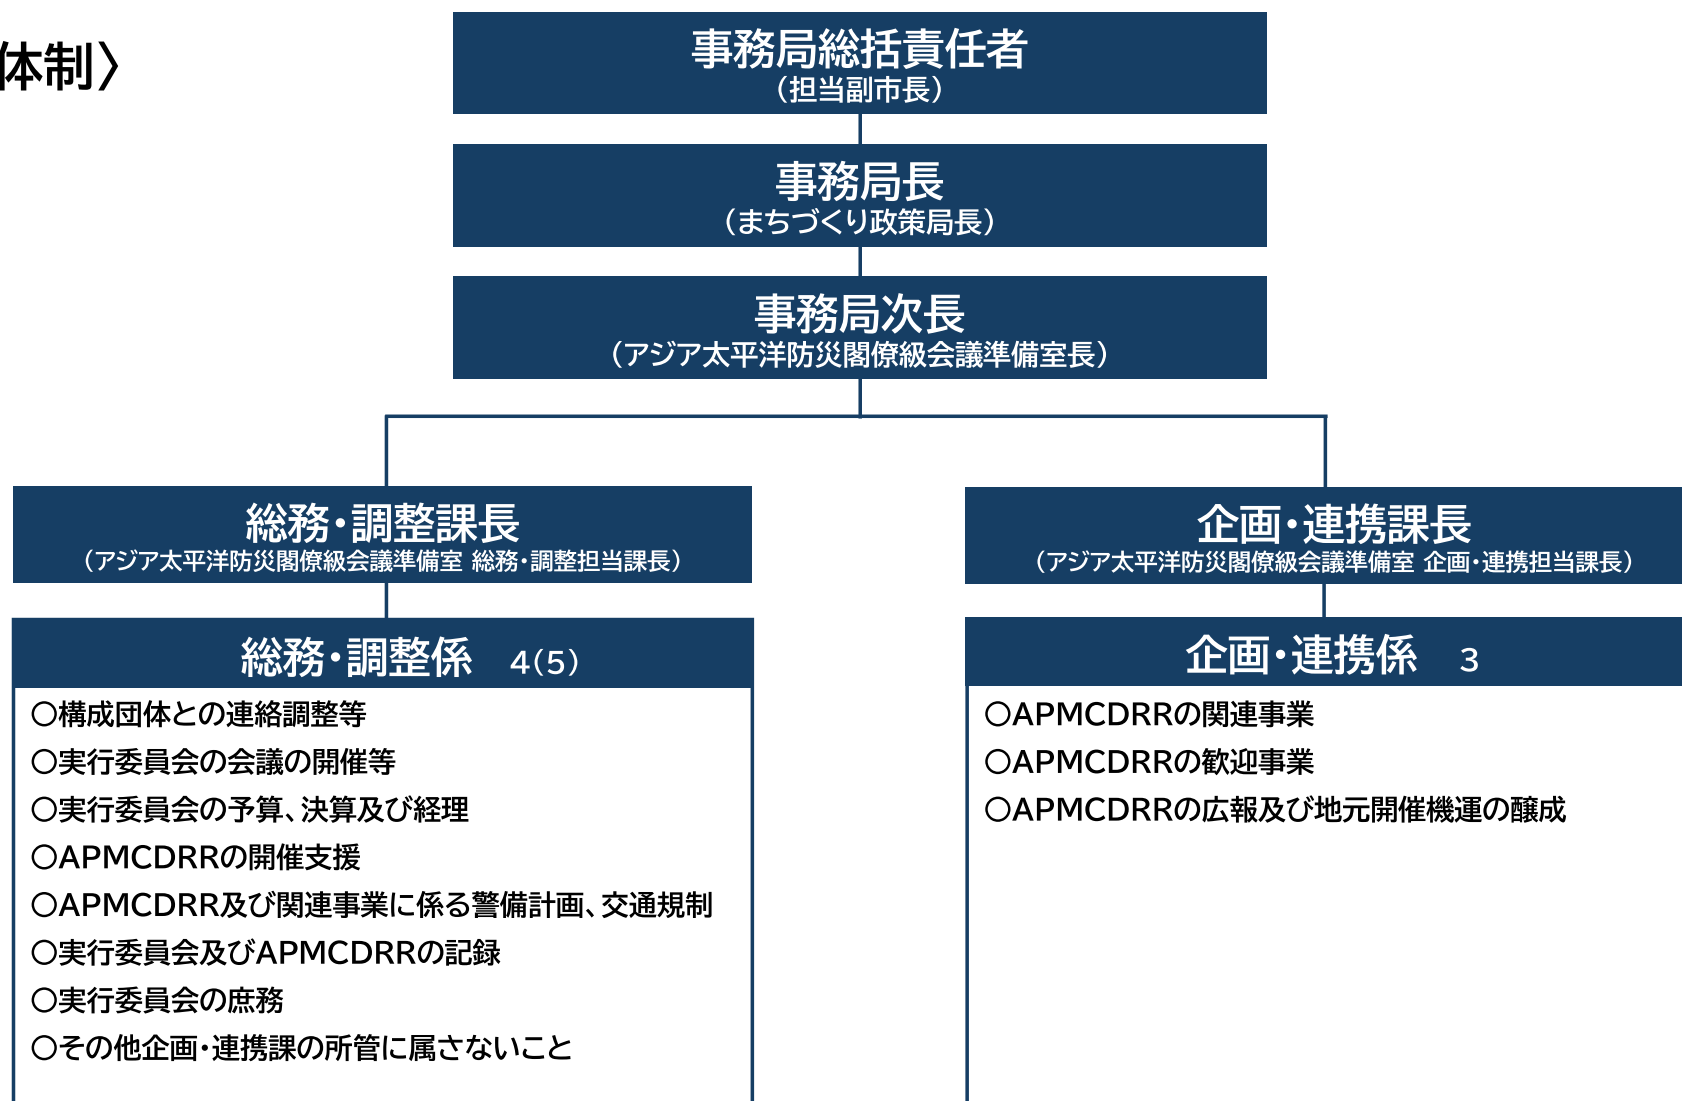 体制〉
事務局総括責任者
（担当副市長）
事務局長
（まちづくり政策局長）
事務局次長
（アジア太平洋防災閣僚級会議準備室長）
総務・調整課長
（アジア太平洋防災閣僚級会議準備室 総務・調整担当課長）
総務・調整係 4(5)
〇構成団体との連絡調整等
〇実行委員会の会議の開催等
〇実行委員会の予算、決算及び経理
〇APMCDRRの開催支援
〇APMCDRR及び関連事業に係る警備計画、交通規制
〇実行委員会及びAPMCDRRの記録
〇実行委員会の庶務
〇その他企画・連携課の所管に属さないこと
企画・連携課長
（アジア太平洋防災閣僚級会議準備室 企画・連携担当課長）
企画・連携係 3
〇APMCDRRの関連事業
〇APMCDRRの歓迎事業
〇APMCDRRの広報及び地元開催機運の醸成